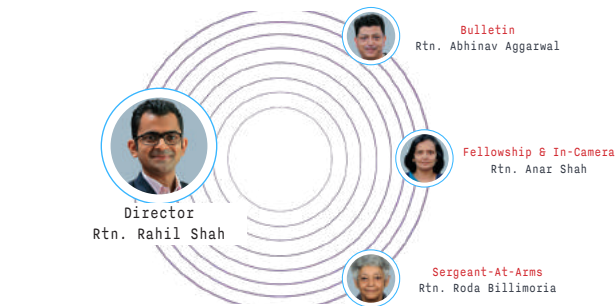 Bulletin
Rtn. Abhinav Aggarwal
Fellowship & In-Camera
Rtn. Anar Shah
Director
Rtn. Rahil Shah
Sergeant-At-Arms
Rtn. Roda Billimoria